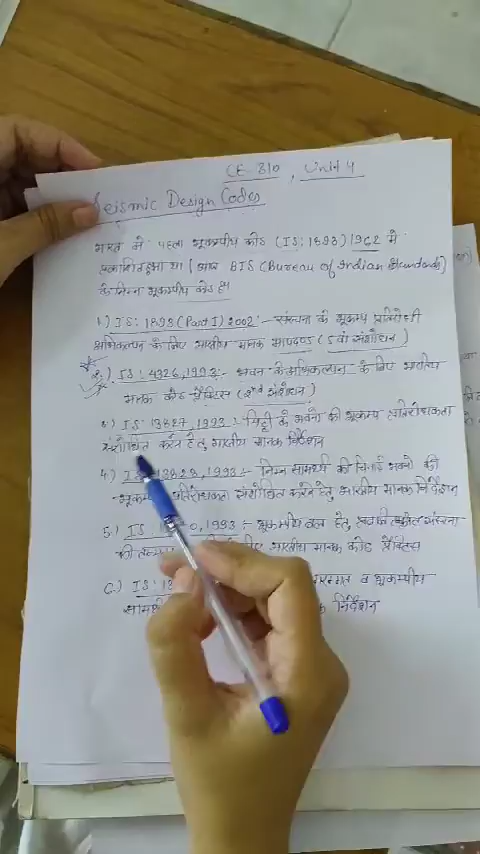 CE-310, Unit 4
Seismic Design Codes
भारत में पहला भूकम्पीय कोड (IS: 1893) 1962 में
प्रकाशित हुआ था। आज BIS (Bureau of Indian Standards)
के निम्न भूकम्पीय कोड हैं
1.) IS: 1893 (Part I) 2002:- संरचना के भूकम्प प्रतिरोधी
अभिकल्पन के लिए भारतीय मानक मापदण्ड (5वाँ संशोधन)
2.) IS: 4326, 1993:- भवन के अभिकल्पन के लिए भारतीय
मानक कोड प्रैक्टिस ( संशोधन)
3.) IS: 13827, 1993:- मिट्टी के भवनों की भूकम्प प्रतिरोधकता
संशोधित करने हेतु भारतीय मानक निर्देशन
4.) 1993:- निम्न सामर्थ्य की चिनाई भवनों की
भूकम्प प्रतिरोधकता संशोधित करने हेतु भारतीय मानक निर्देशन
5.) IS: 1993:- भूकम्पीय बल हेतु संरचना
की लिए भारतीय मानक कोड प्रैक्टिस
6.) IS: मरम्मत व भूकम्पीय
निर्देशन